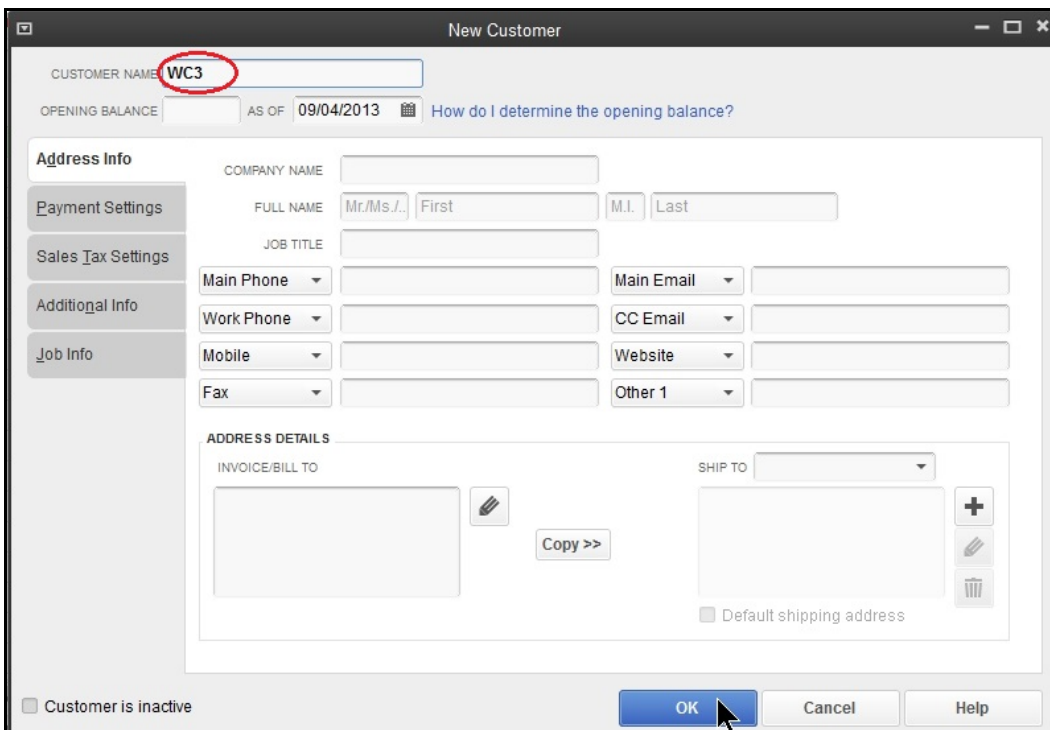 New Customer
CUSTOMER NAME WC3
OPENING BALANCE AS OF 09/04/2013 How do I determine the opening balance?
Address Info
COMPANY NAME
Payment Settings
FULL NAME Mr./Ms./.. First M.I. Last
JOB TITLE
Sales Tax Settings
Main Phone Main Email
Additional Info
Work Phone CC Email
Job Info
Mobile Website
Fax Other 1
ADDRESS DETAILS
INVOICE/BILL TO SHIP TO
Copy >>
Default shipping address
Customer is inactive OK Cancel Help